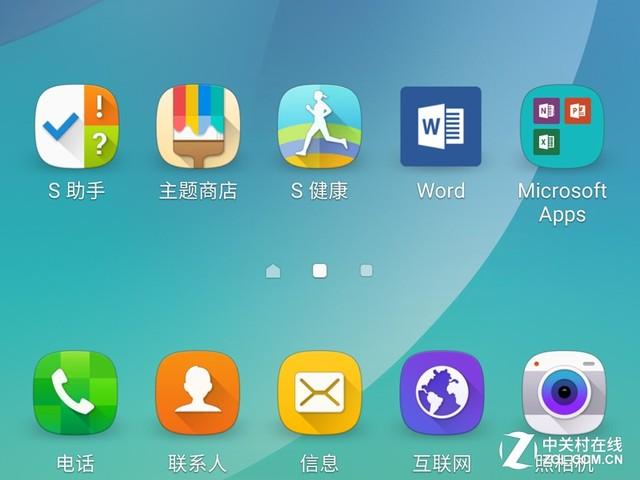 S 助手
主题商店
S 健康
Word
Microsoft
Apps
电话
联系人
信息
互联网
照相机
中关村在线
ZOL.COM.CN